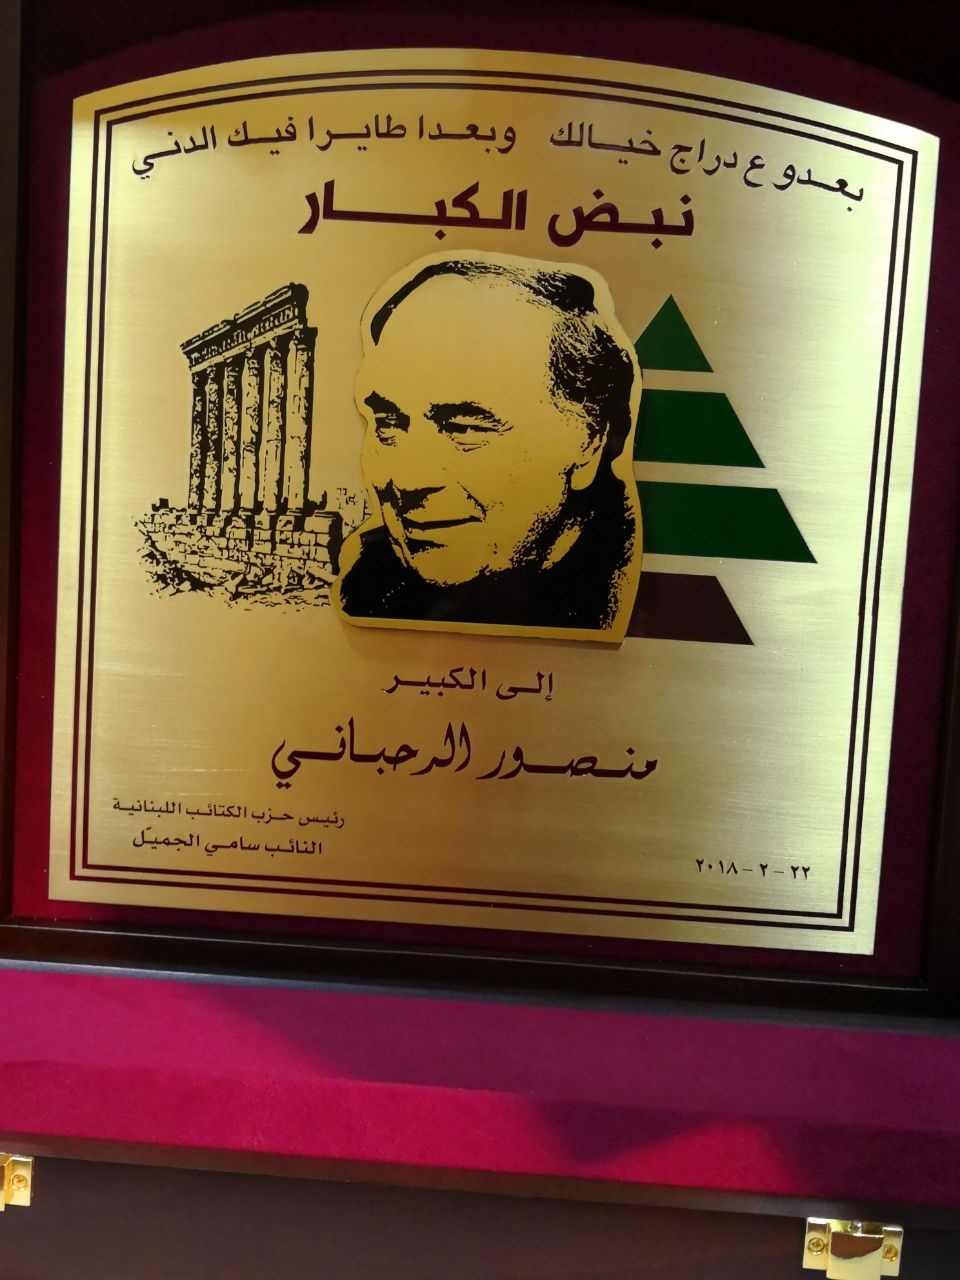 بعدو ع دراج خيالك وبعدا طايرا فيك الدني
نبض الكبار
إلى الكبير
منصور الرحباني
رئيس حزب الكتائب اللبنانية
النائب سامي الجميّل
٢٢ - ٢ - ٢٠١٨